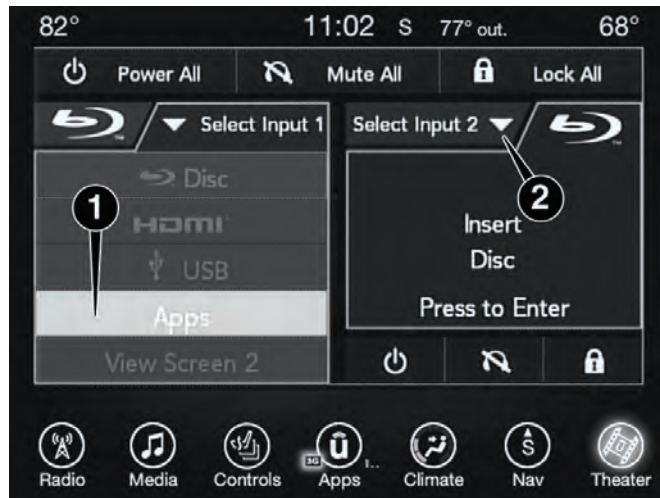 82° 11:02 S 77° out. 68°
Power All Mute All Lock All
Select Input 1 Select Input 2
Disc
HDMI
USB
Apps
View Screen 2
Insert
Disc
Press to Enter
1
2
Radio Media Controls 3G ū Apps 1.. Climate S Nav Theater